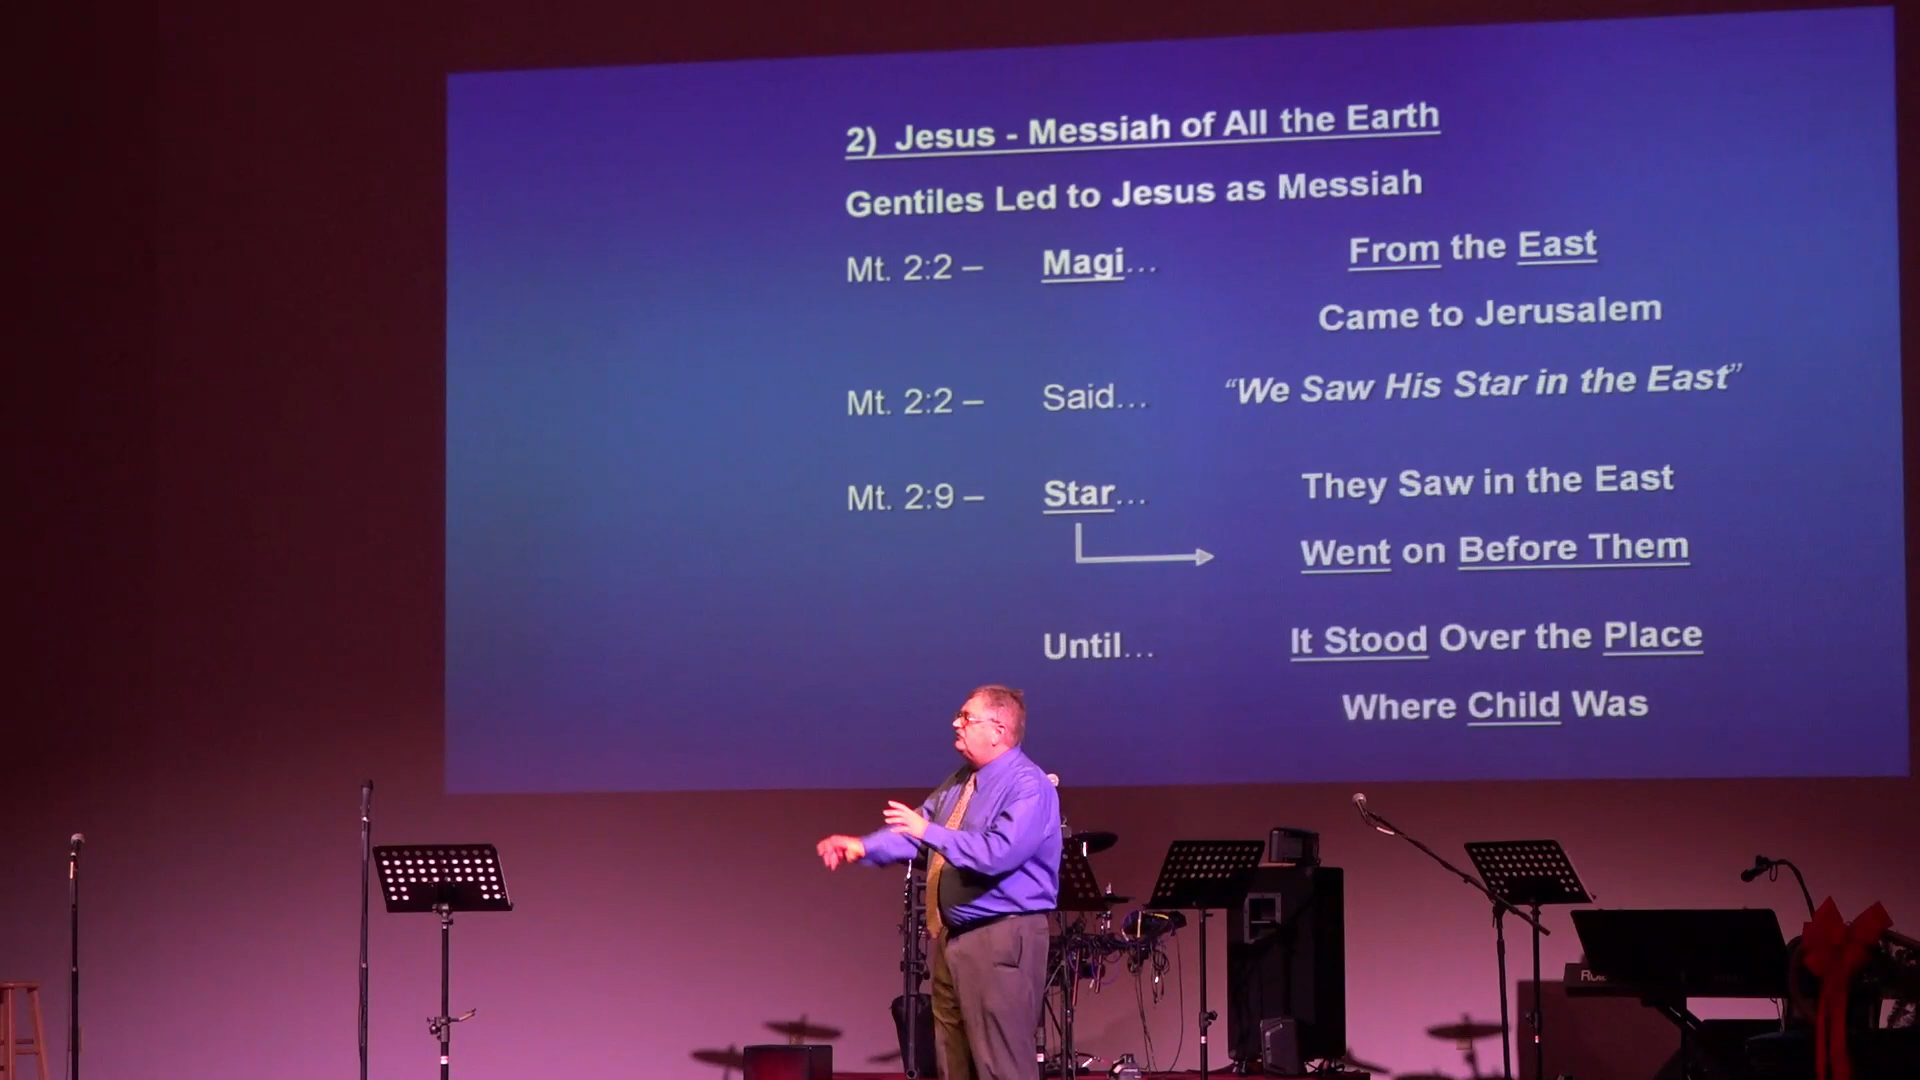 2) Jesus - Messiah of All the Earth
Gentiles Led to Jesus as Messiah
Mt. 2:2 – Magi… From the East
Came to Jerusalem
Mt. 2:2 – Said… “We Saw His Star in the East”
Mt. 2:9 – Star… They Saw in the East
Went on Before Them
Until… It Stood Over the Place
Where Child Was